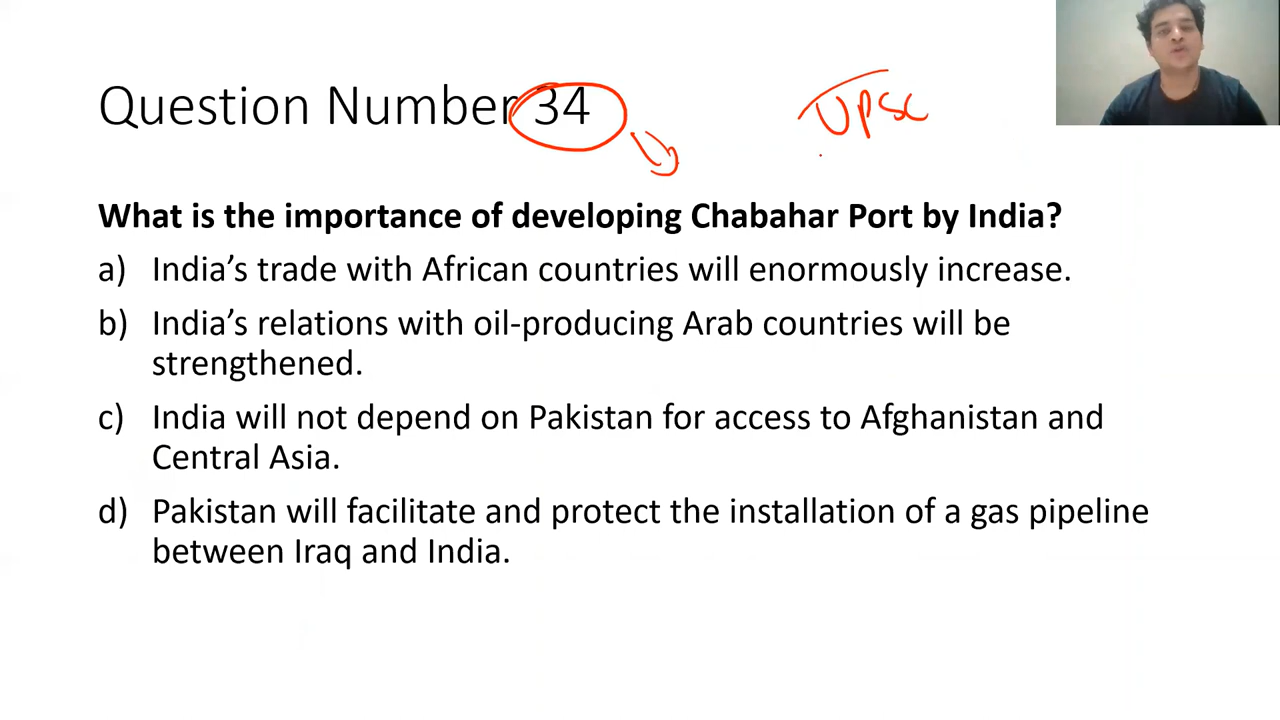 Question Number 34
UPSC
What is the importance of developing Chabahar Port by India?
a) India’s trade with African countries will enormously increase.
b) India’s relations with oil-producing Arab countries will be
strengthened.
c) India will not depend on Pakistan for access to Afghanistan and
Central Asia.
d) Pakistan will facilitate and protect the installation of a gas pipeline
between Iraq and India.